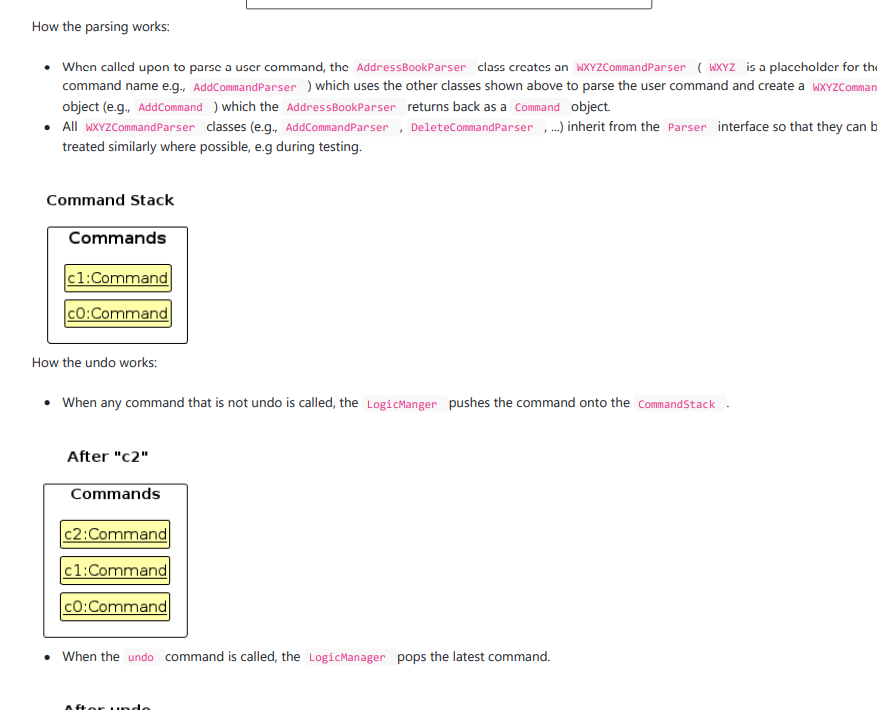 How the parsing works:
When called upon to parse a user command, the AddressBookParser class creates an WXYZCommandParser ( WXYZ is a placeholder for the
command name e.g., AddCommandParser ) which uses the other classes shown above to parse the user command and create a WXYZComman
object (e.g., AddCommand ) which the AddressBookParser returns back as a Command object.
All WXYZCommandParser classes (e.g., AddCommandParser , DeleteCommandParser , ...) inherit from the Parser interface so that they can b
treated similarly where possible, e.g during testing.
Command Stack
Commands
c1:Command
c0:Command
How the undo works:
When any command that is not undo is called, the LogicManger pushes the command onto the CommandStack .
After "c2"
Commands
c2:Command
c1:Command
c0:Command
When the undo command is called, the LogicManager pops the latest command.
After undo